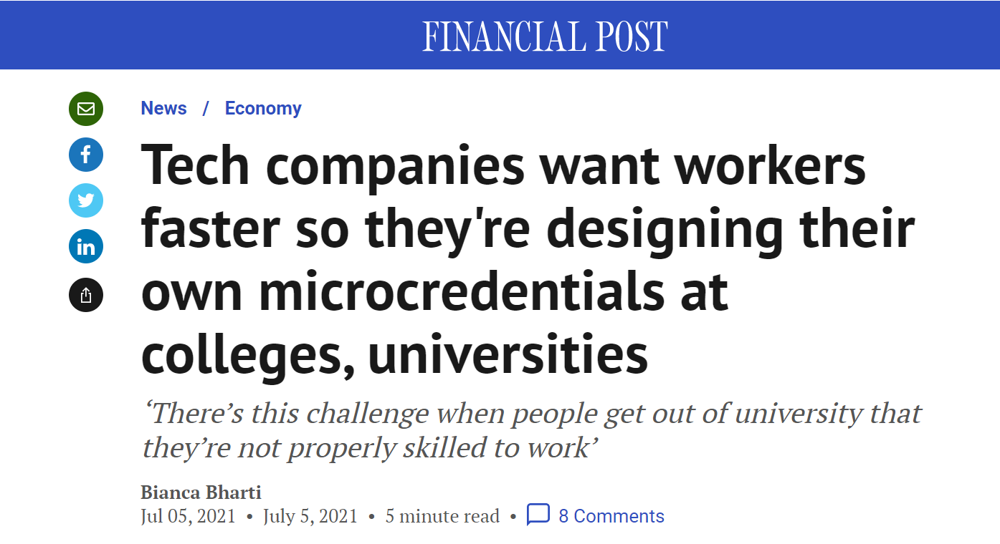 FINANCIAL POST
News / Economy
Tech companies want workers
faster so they're designing their
own microcredentials at
colleges, universities
‘There’s this challenge when people get out of university that
they’re not properly skilled to work’
Bianca Bharti
Jul 05, 2021 • July 5, 2021 • 5 minute read • 8 Comments